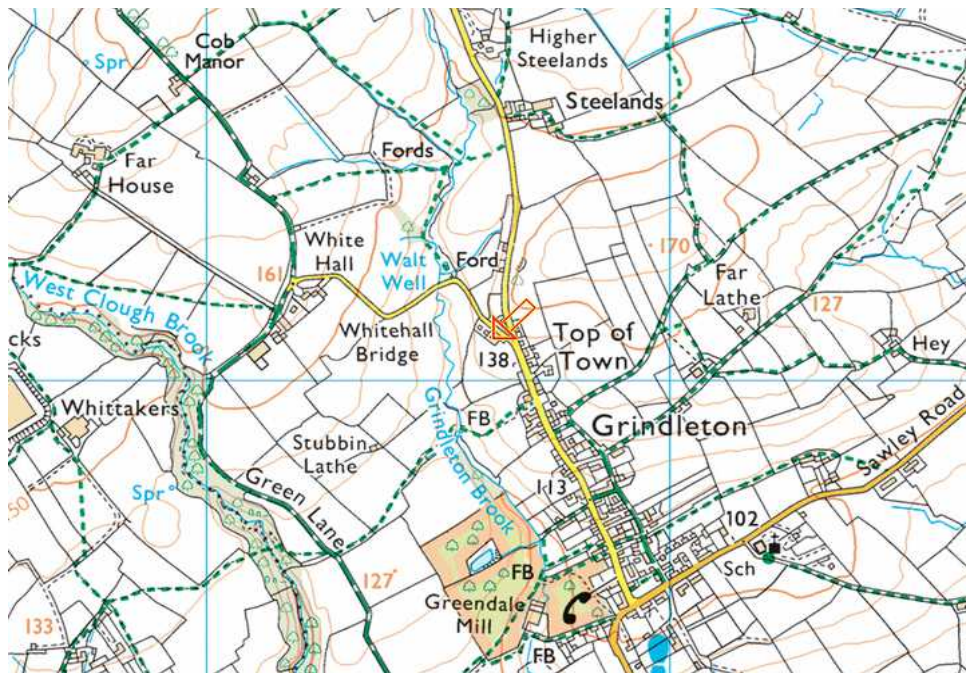 Cob
Manor
Spr
Higher
Steelands
Steelands
Fords
Far
House
White
Hall
161
Walt
Well
Ford
170
Far
Lathe
127
West Clough Brook
Whitehall
Bridge
138
Top of
Town
Hey
cks
Whittakers
Grindleton Brook
FB
Grindleton
Sawley Road
Stubbin
Lathe
Spr
50
Green Lane
113
102
Sch
127
FB
Greendale
Mill
133
FB